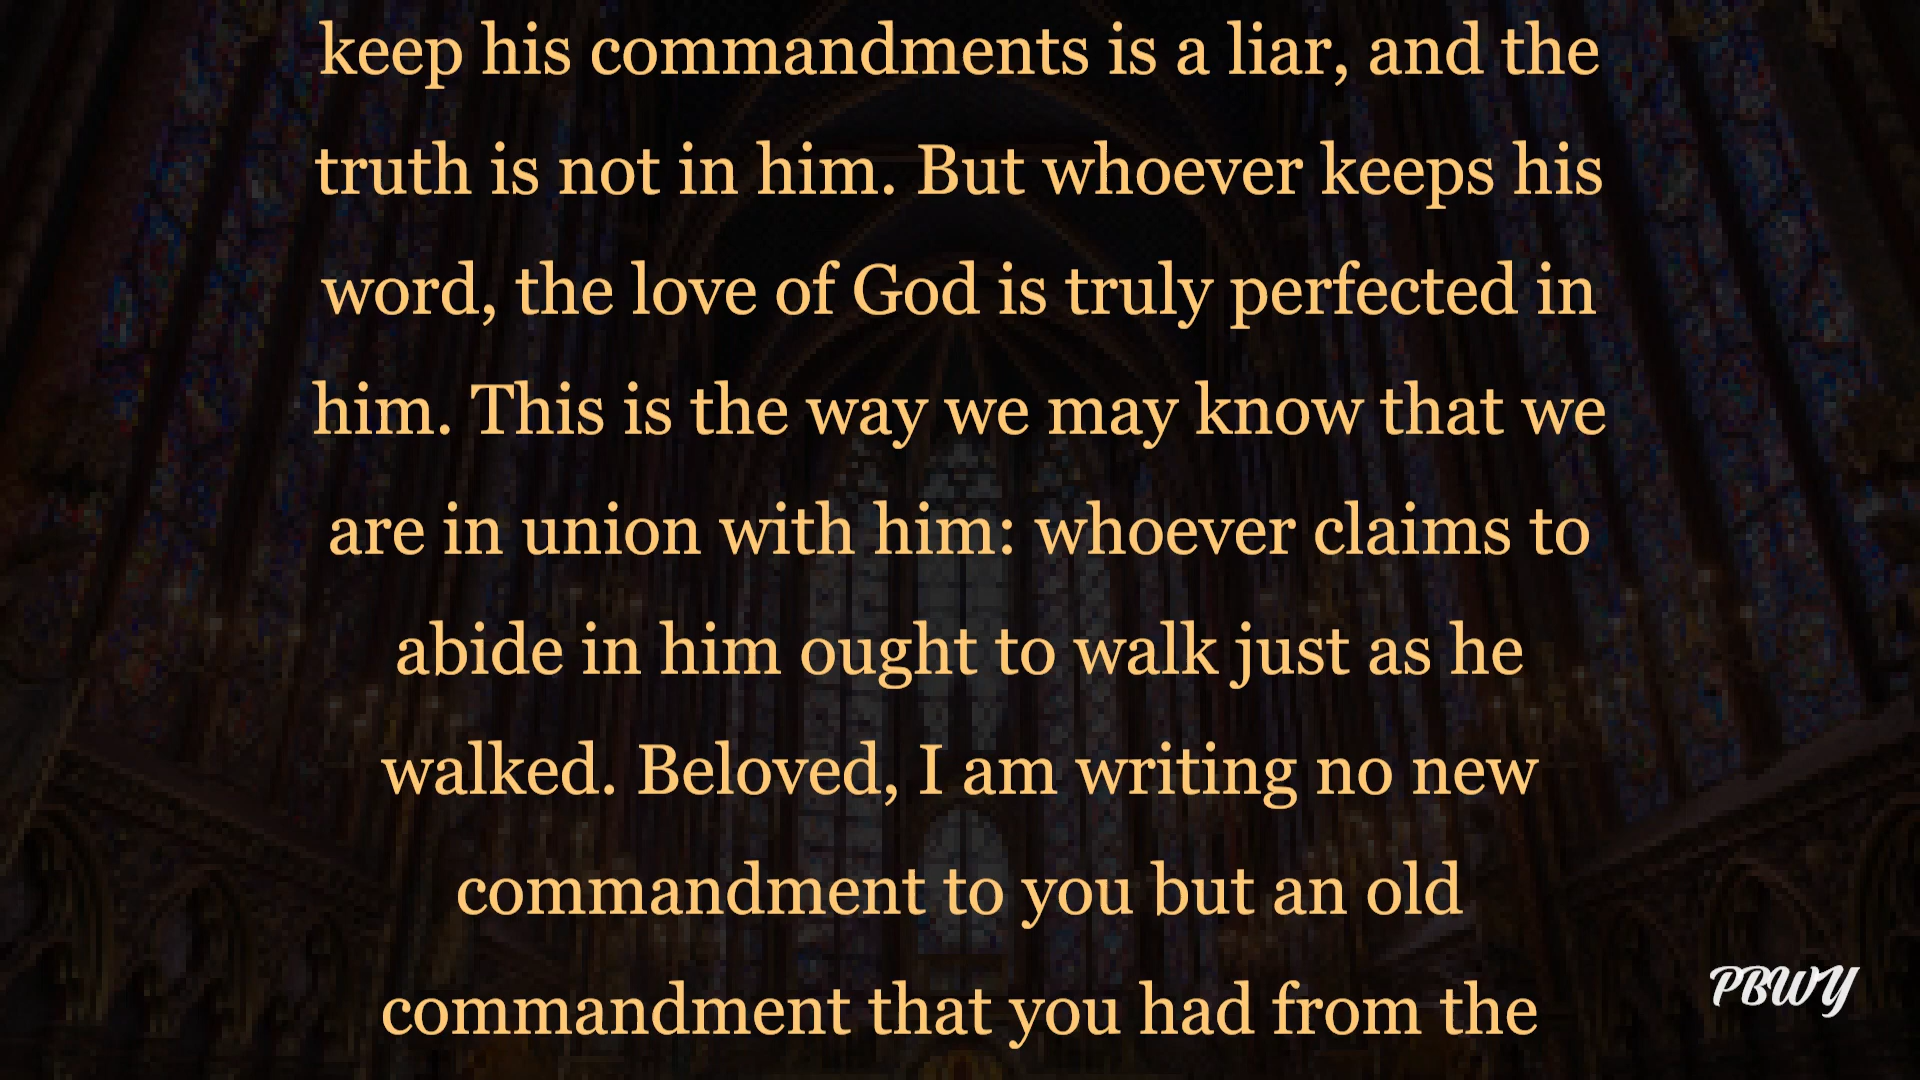 keep his commandments is a liar, and the
truth is not in him. But whoever keeps his
word, the love of God is truly perfected in
him. This is the way we may know that we
are in union with him: whoever claims to
abide in him ought to walk just as he
walked. Beloved, I am writing no new
commandment to you but an old
commandment that you had from the
PBWY